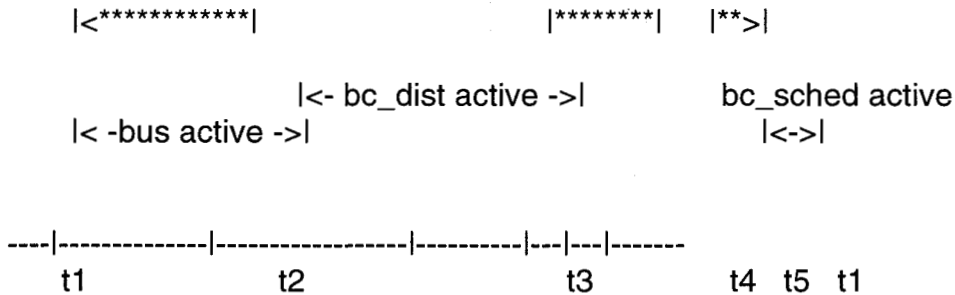 |<************| |********| |**>|
|<- bc_dist active ->| bc_sched active
|< -bus active ->| |<->|
----|---------------|--------------------|-----------|---|---|-------
t1 t2 t3 t4 t5 t1